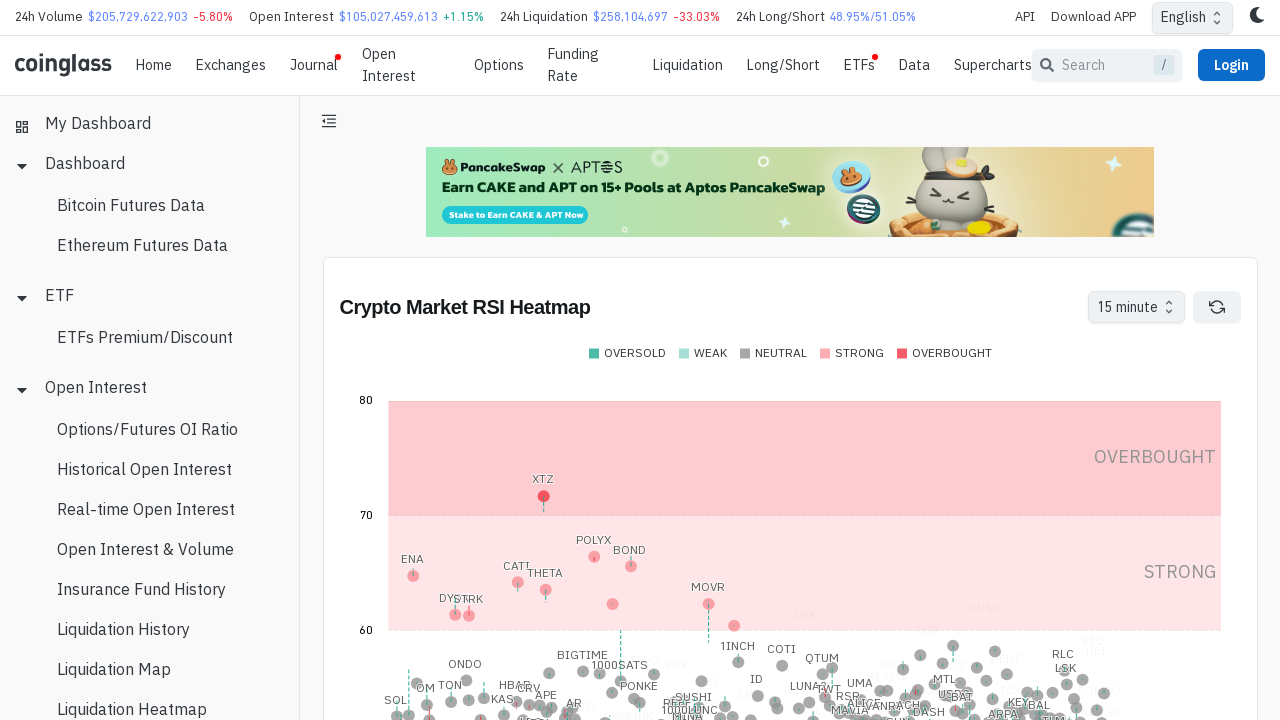 24h Volume $205,729,622,903 -5.80% Open Interest $105,027,459,613 +1.15% 24h Liquidation $258,104,697 -33.03% 24h Long/Short 48.95%/51.05% API Download APP English
coinglass Home Exchanges Journal Open Interest Options Funding Rate Liquidation Long/Short ETFs Data Supercharts Search / Login
My Dashboard
Dashboard
Bitcoin Futures Data
Ethereum Futures Data
ETF
ETFs Premium/Discount
Open Interest
Options/Futures OI Ratio
Historical Open Interest
Real-time Open Interest
Open Interest & Volume
Insurance Fund History
Liquidation History
Liquidation Map
Liquidation Heatmap
PancakeSwap × APTOS
Earn CAKE and APT on 15+ Pools at Aptos PancakeSwap
Stake to Earn CAKE & APT Now
Crypto Market RSI Heatmap
15 minute
OVERSOLD WEAK NEUTRAL STRONG OVERBOUGHT
80
OVERBOUGHT
XTZ
70
POLYX
BOND
ENA
CATI
THETA
STRONG
MOVR
60
1INCH
COTI
BIGTIME
QTUM
RLC
ONDO
1000SATS
LSK
ID
MTL
OM
TON
HBAR
CRV
PONKE
UMA
SOL
KAS
APE
AR
SUSHI
RSR
ALICE
KEY
1000LUNC
MAVIA
DASH